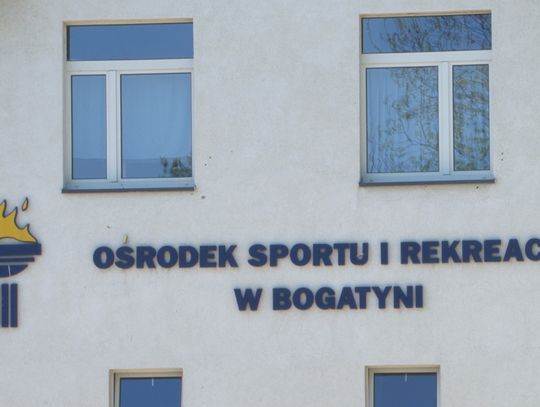 OŚRODEK SPORTU I REKREAC
W BOGATYNI